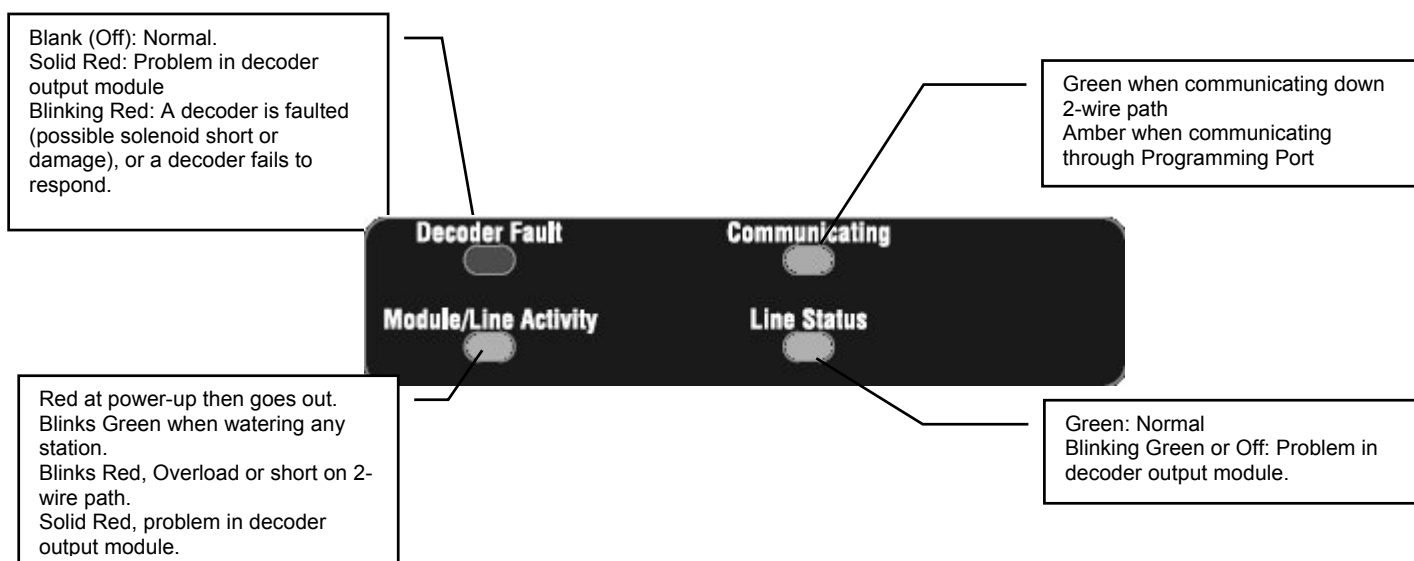 Blank (Off): Normal.
Solid Red: Problem in decoder
output module
Blinking Red: A decoder is faulted
(possible solenoid short or
damage), or a decoder fails to
respond.
Green when communicating down
2-wire path
Amber when communicating
through Programming Port
Decoder Fault
Communicating
Module/Line Activity
Line Status
Red at power-up then goes out.
Blinks Green when watering any
station.
Blinks Red, Overload or short on 2-
wire path.
Solid Red, problem in decoder
output module.
Green: Normal
Blinking Green or Off: Problem in
decoder output module.